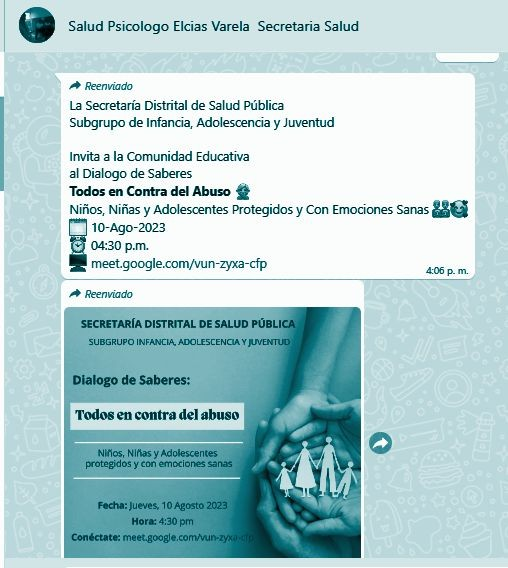 Salud Psicologo Elcias Varela Secretaria Salud
Reenviado
La Secretaría Distrital de Salud Pública
Subgrupo de Infancia, Adolescencia y Juventud
Invita a la Comunidad Educativa
al Dialogo de Saberes
Todos en Contra del Abuso
Niños, Niñas y Adolescentes Protegidos y Con Emociones Sanas
10-Ago-2023
04:30 p.m.
meet.google.com/vun-zyxa-cfp
4:06 p. m.
Reenviado
SECRETARÍA DISTRITAL DE SALUD PÚBLICA
SUBGRUPO INFANCIA, ADOLESCENCIA Y JUVENTUD
Dialogo de Saberes:
Todos en contra del abuso
Niños, Niñas y Adolescentes
protegidos y con emociones sanas
Fecha: Jueves, 10 Agosto 2023
Hora: 4:30 pm
Conéctate: meet.google.com/vun-zyxa-cfp